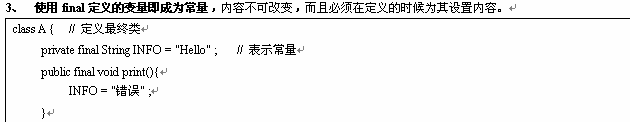 3、 使用 final 定义的变量即成为常量，内容不可改变，而且必须在定义的时候为其设置内容。
class A { // 定义最终类
private final String INFO = "Hello" ; // 表示常量
public final void print(){
INFO = "错误" ;
}